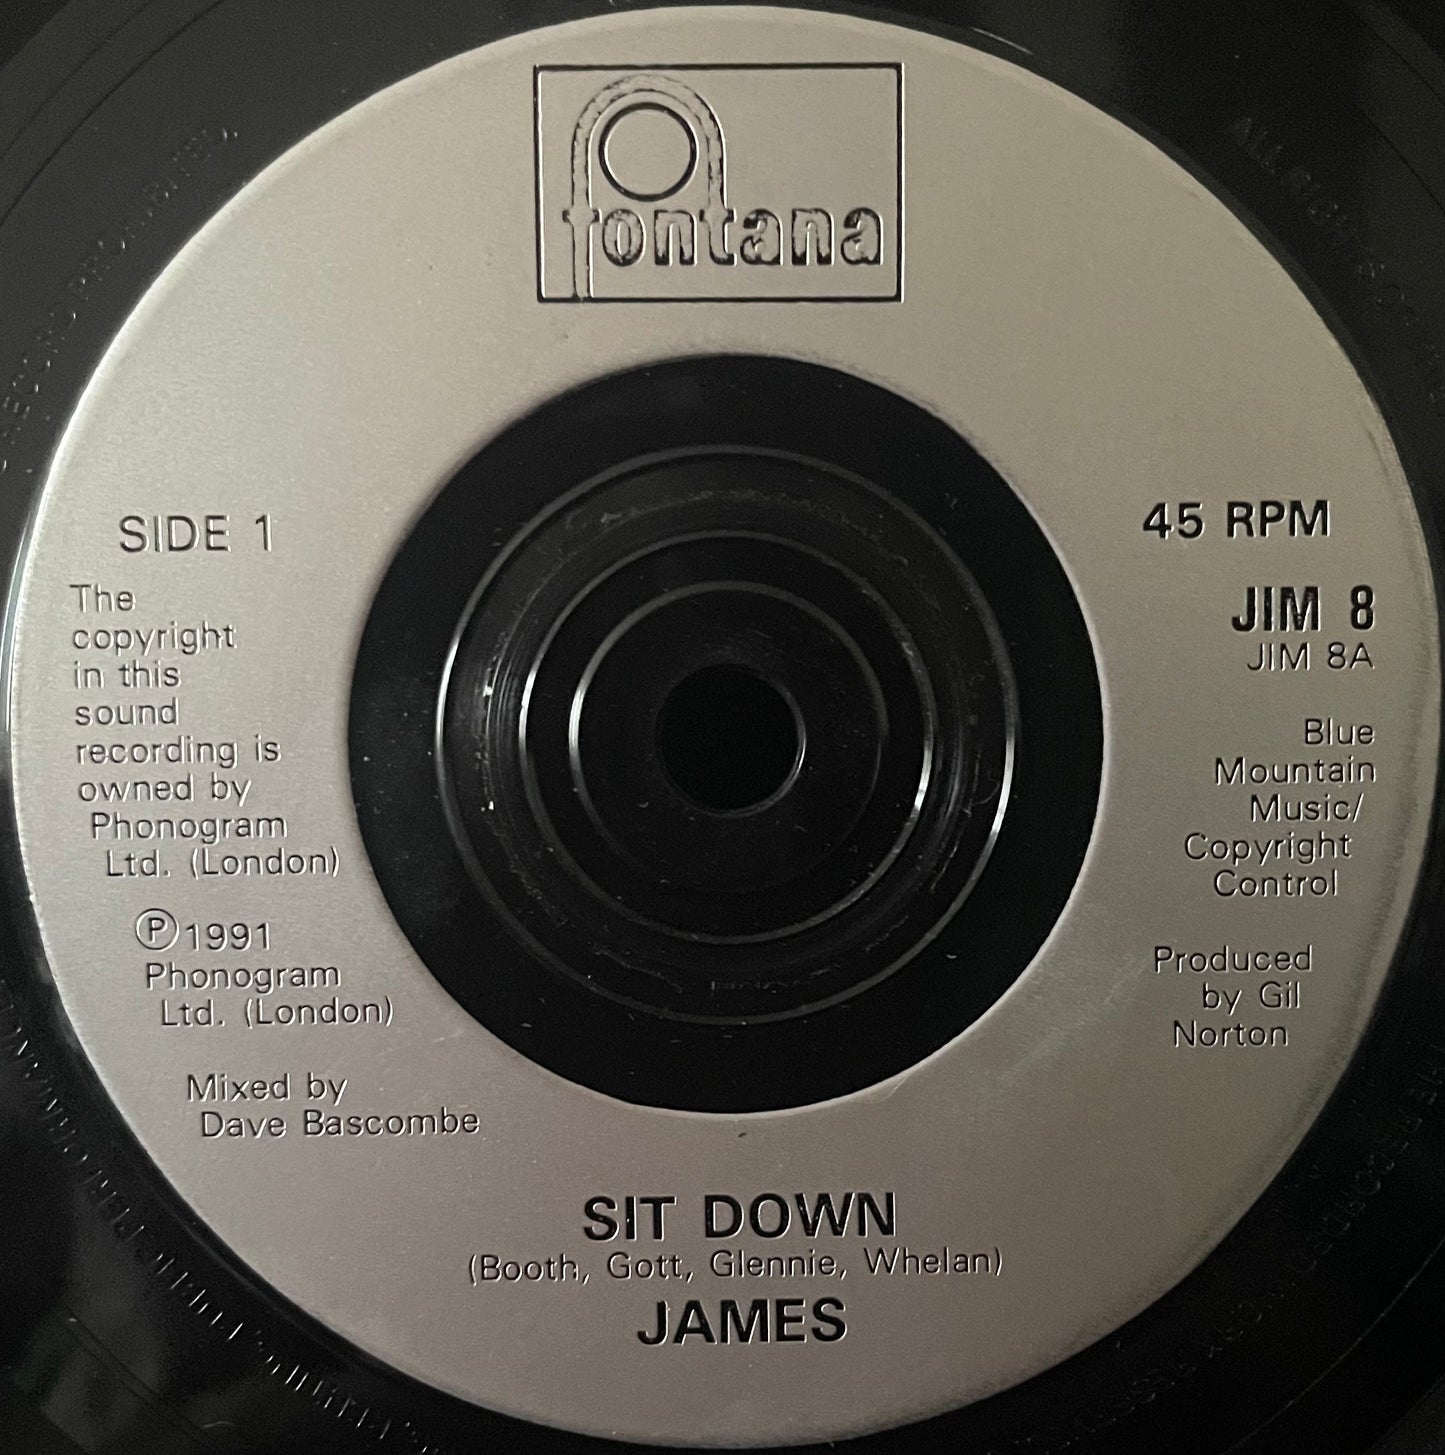 fontana
SIDE 1
The
copyright
in this
sound
recording is
owned by
Phonogram
Ltd. (London)
Ⓟ1991
Phonogram
Ltd. (London)
Mixed by
Dave Bascombe
45 RPM
JIM 8
JIM 8A
Blue
Mountain
Music/
Copyright
Control
Produced
by Gil
Norton
SIT DOWN
(Booth, Gott, Glennie, Whelan)
JAMES